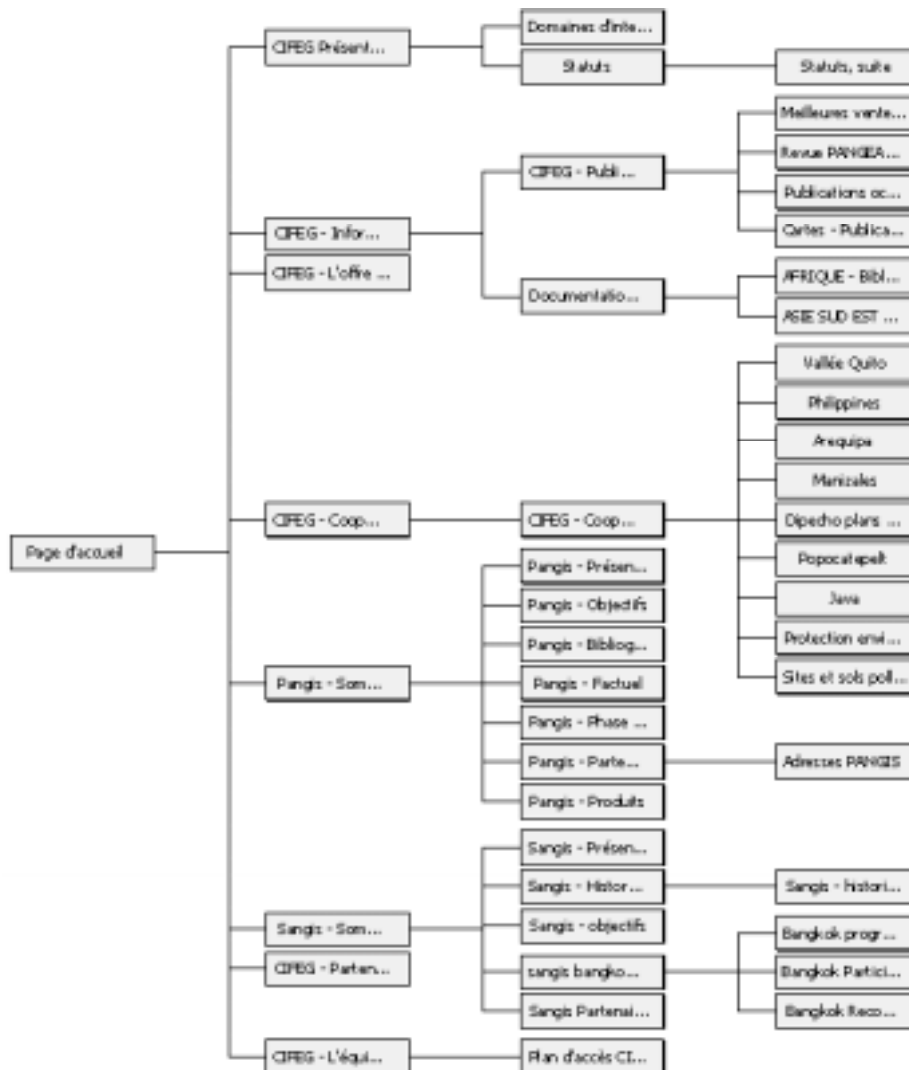 Page d'accueil
CIFEG Présent...
Domaines d'inte...
Statuts
Statuts, suite
CIFEG - Infor...
CIFEG - Publi...
Meilleures vente...
Revue PANGEA...
Publications oc...
Cartes - Publica...
Documentatio...
AFRIQUE - Bibl...
ASIE SUD EST ...
CIFEG - L'offre ...
CIFEG - Coop...
CIFEG - Coop...
Vallée Quito
Philippines
Arequipa
Manizales
Dipecho plans ...
Popocatepelt
Java
Protection envi...
Sites et sols poll...
Pangis - Som...
Pangis - Présen...
Pangis - Objectifs
Pangis - Bibliog...
Pangis - Factuel
Pangis - Phase ...
Pangis - Parte...
Adresses PANGIS
Pangis - Produits
Sangis - Som...
Sangis - Présen...
Sangis - Histor...
Sangis - histori...
Sangis - objectifs
sangis bangko...
Bangkok progr...
Bangkok Partici...
Bangkok Reco...
Sangis Partenai...
CIFEG - Parten...
CIFEG - L'équi...
Plan d'accès CI...